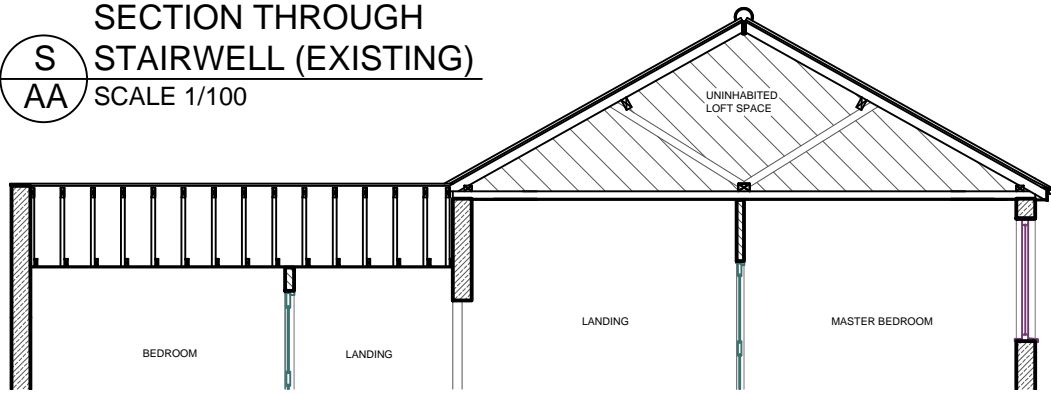 SECTION THROUGH
STAIRWELL (EXISTING)
S
AA
SCALE 1/100
UNINHABITED
LOFT SPACE
BEDROOM
LANDING
LANDING
MASTER BEDROOM